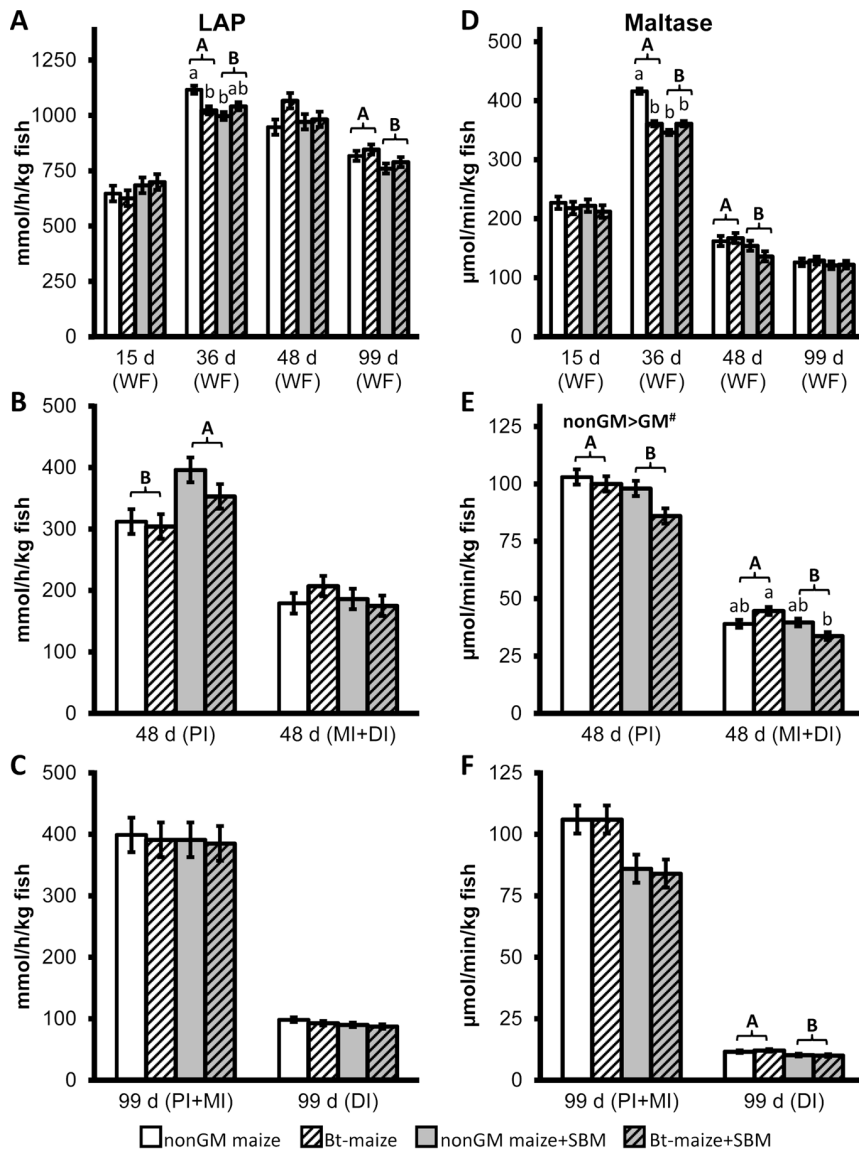 A
LAP
mmol/h/kg fish
1250
1000
750
500
250
0
A
B
a
b
b
ab
A
B
15 d
(WF)
36 d
(WF)
48 d
(WF)
99 d
(WF)
D
Maltase
µmol/min/kg fish
500
400
300
200
100
0
A
B
a
b
b
b
A
B
15 d
(WF)
36 d
(WF)
48 d
(WF)
99 d
(WF)
B
mmol/h/kg fish
500
400
300
200
100
0
B
A
48 d (PI)
48 d (MI+DI)
E
µmol/min/kg fish
125
100
75
50
25
0
nonGM>GM#
A
B
A
B
ab
a
ab
b
48 d (PI)
48 d (MI+DI)
C
mmol/h/kg fish
500
400
300
200
100
0
99 d (PI+MI)
99 d (DI)
F
µmol/min/kg fish
125
100
75
50
25
0
A
B
99 d (PI+MI)
99 d (DI)
nonGM maize Bt-maize nonGM maize+SBM Bt-maize+SBM